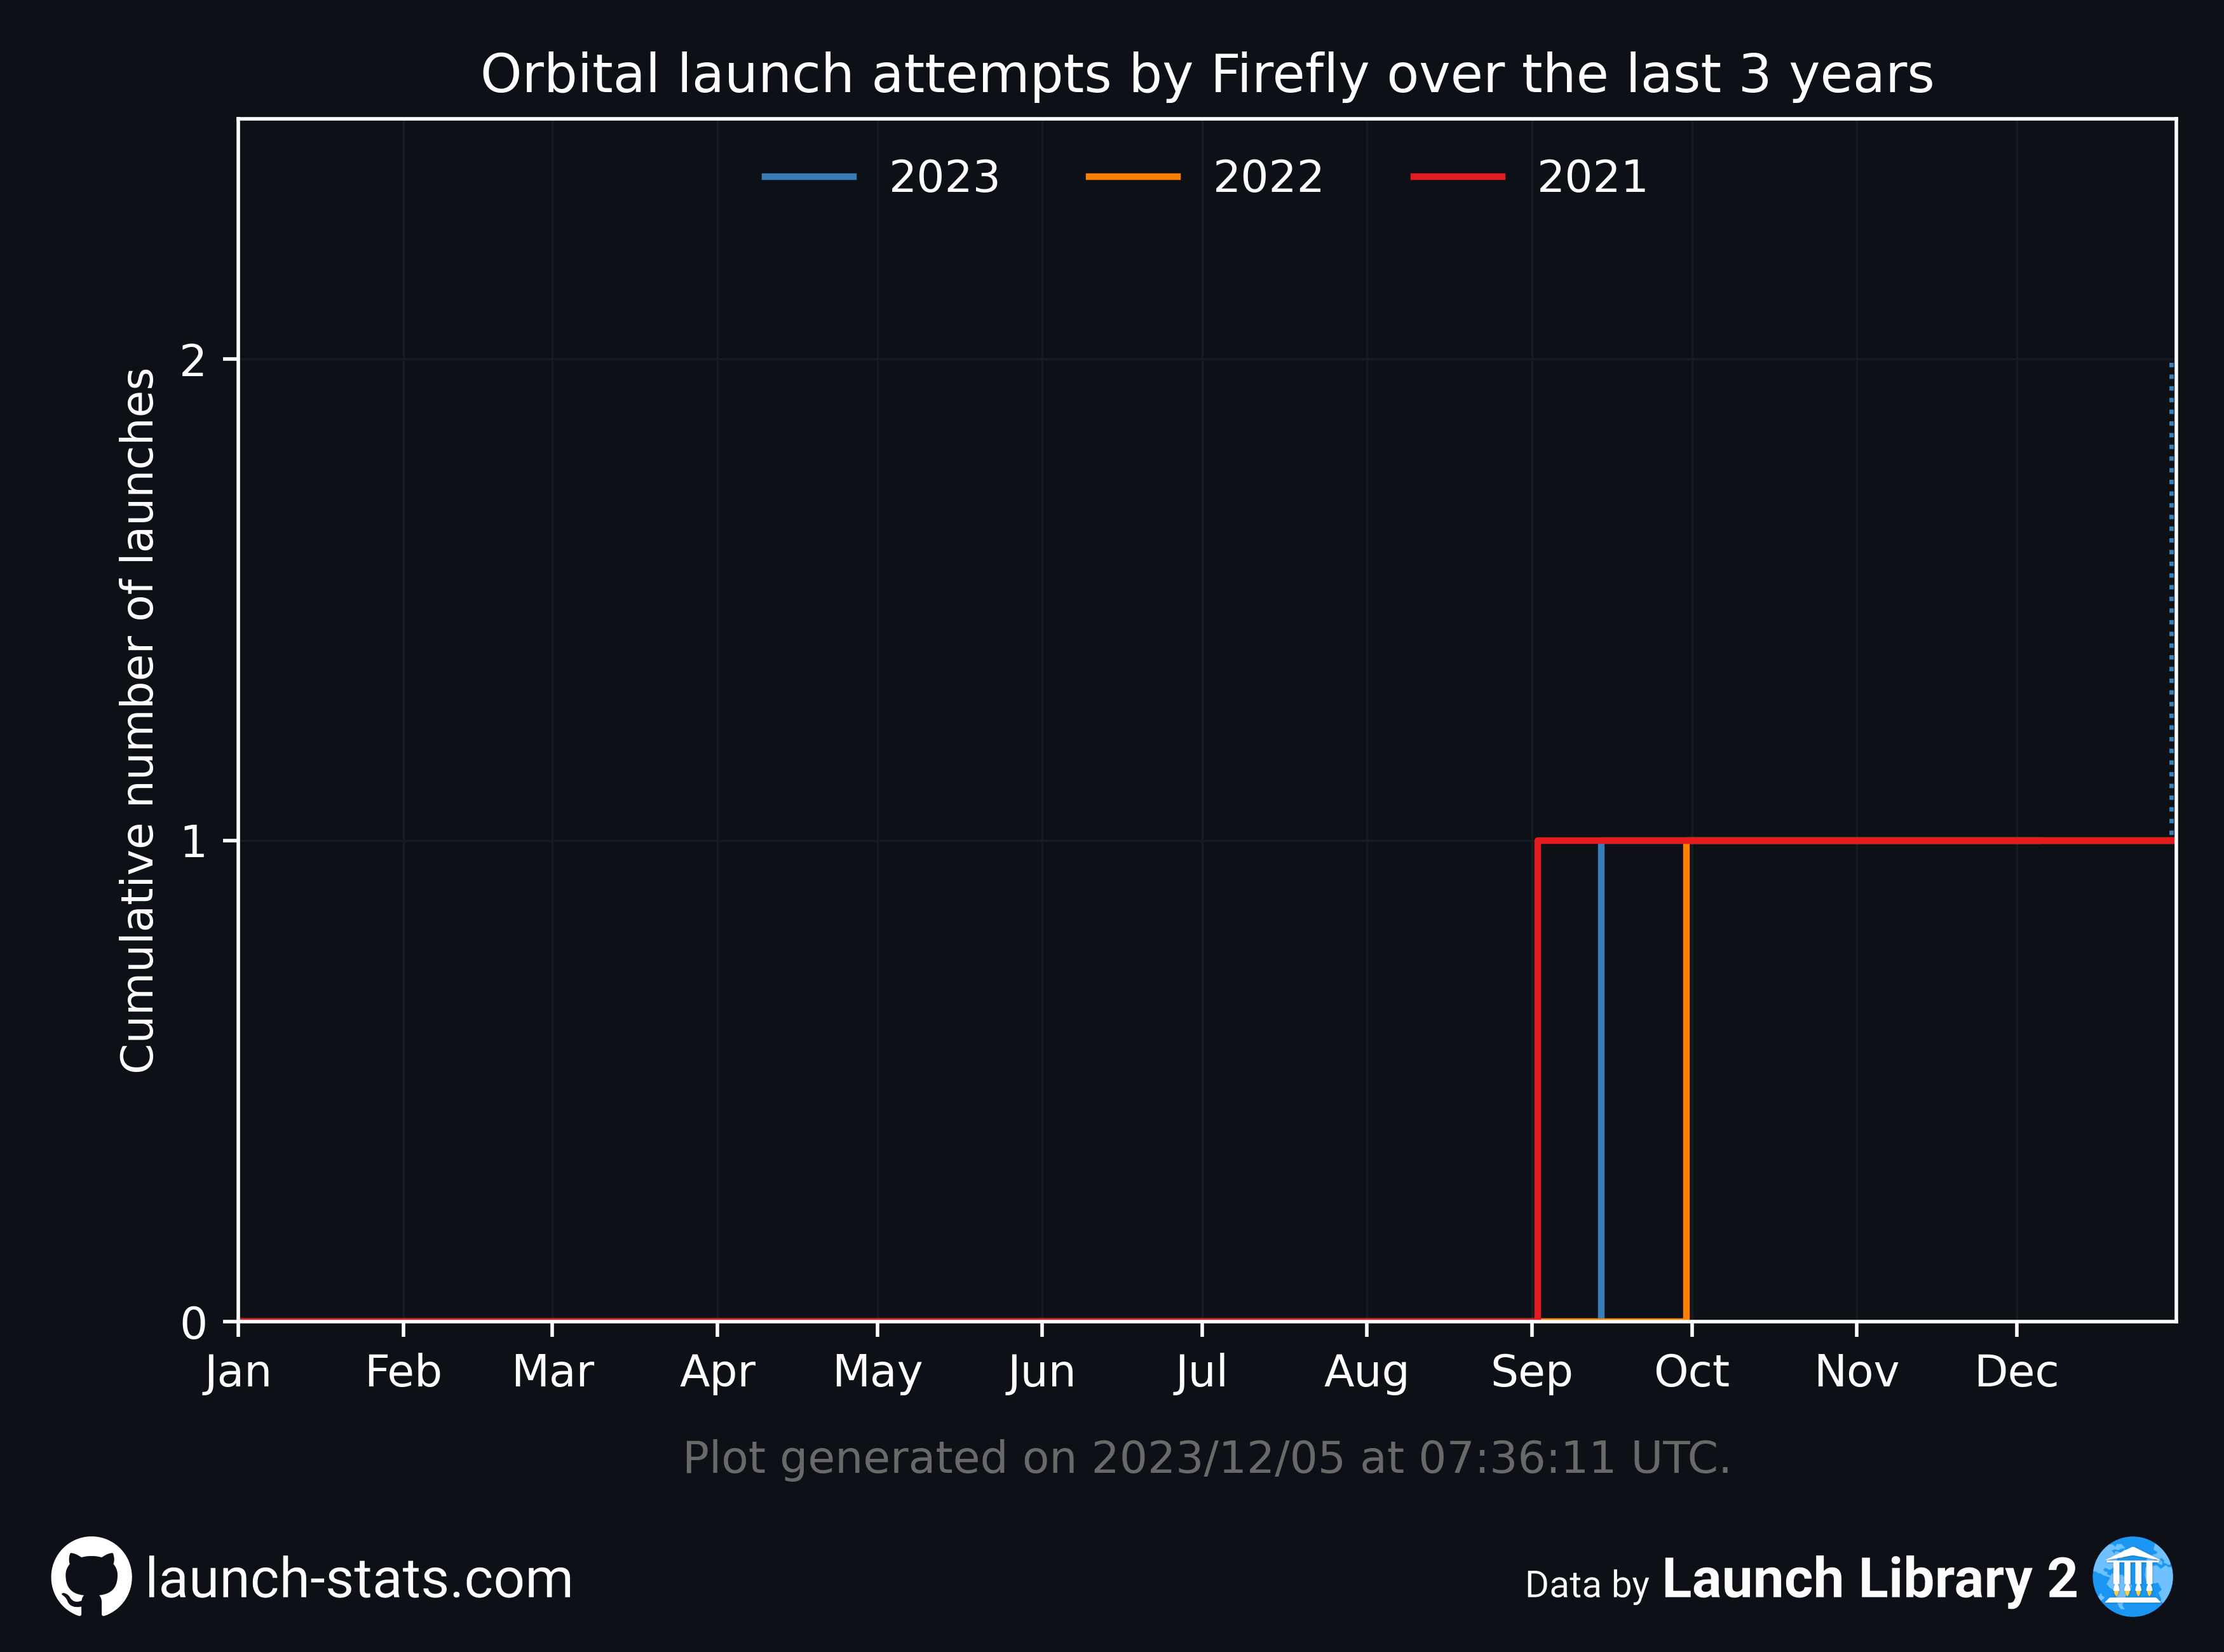 Orbital launch attempts by Firefly over the last 3 years
2023 2022 2021
Cumulative number of launches
2
1
0
Jan Feb Mar Apr May Jun Jul Aug Sep Oct Nov Dec
Plot generated on 2023/12/05 at 07:36:11 UTC.
launch-stats.com
Data by Launch Library 2